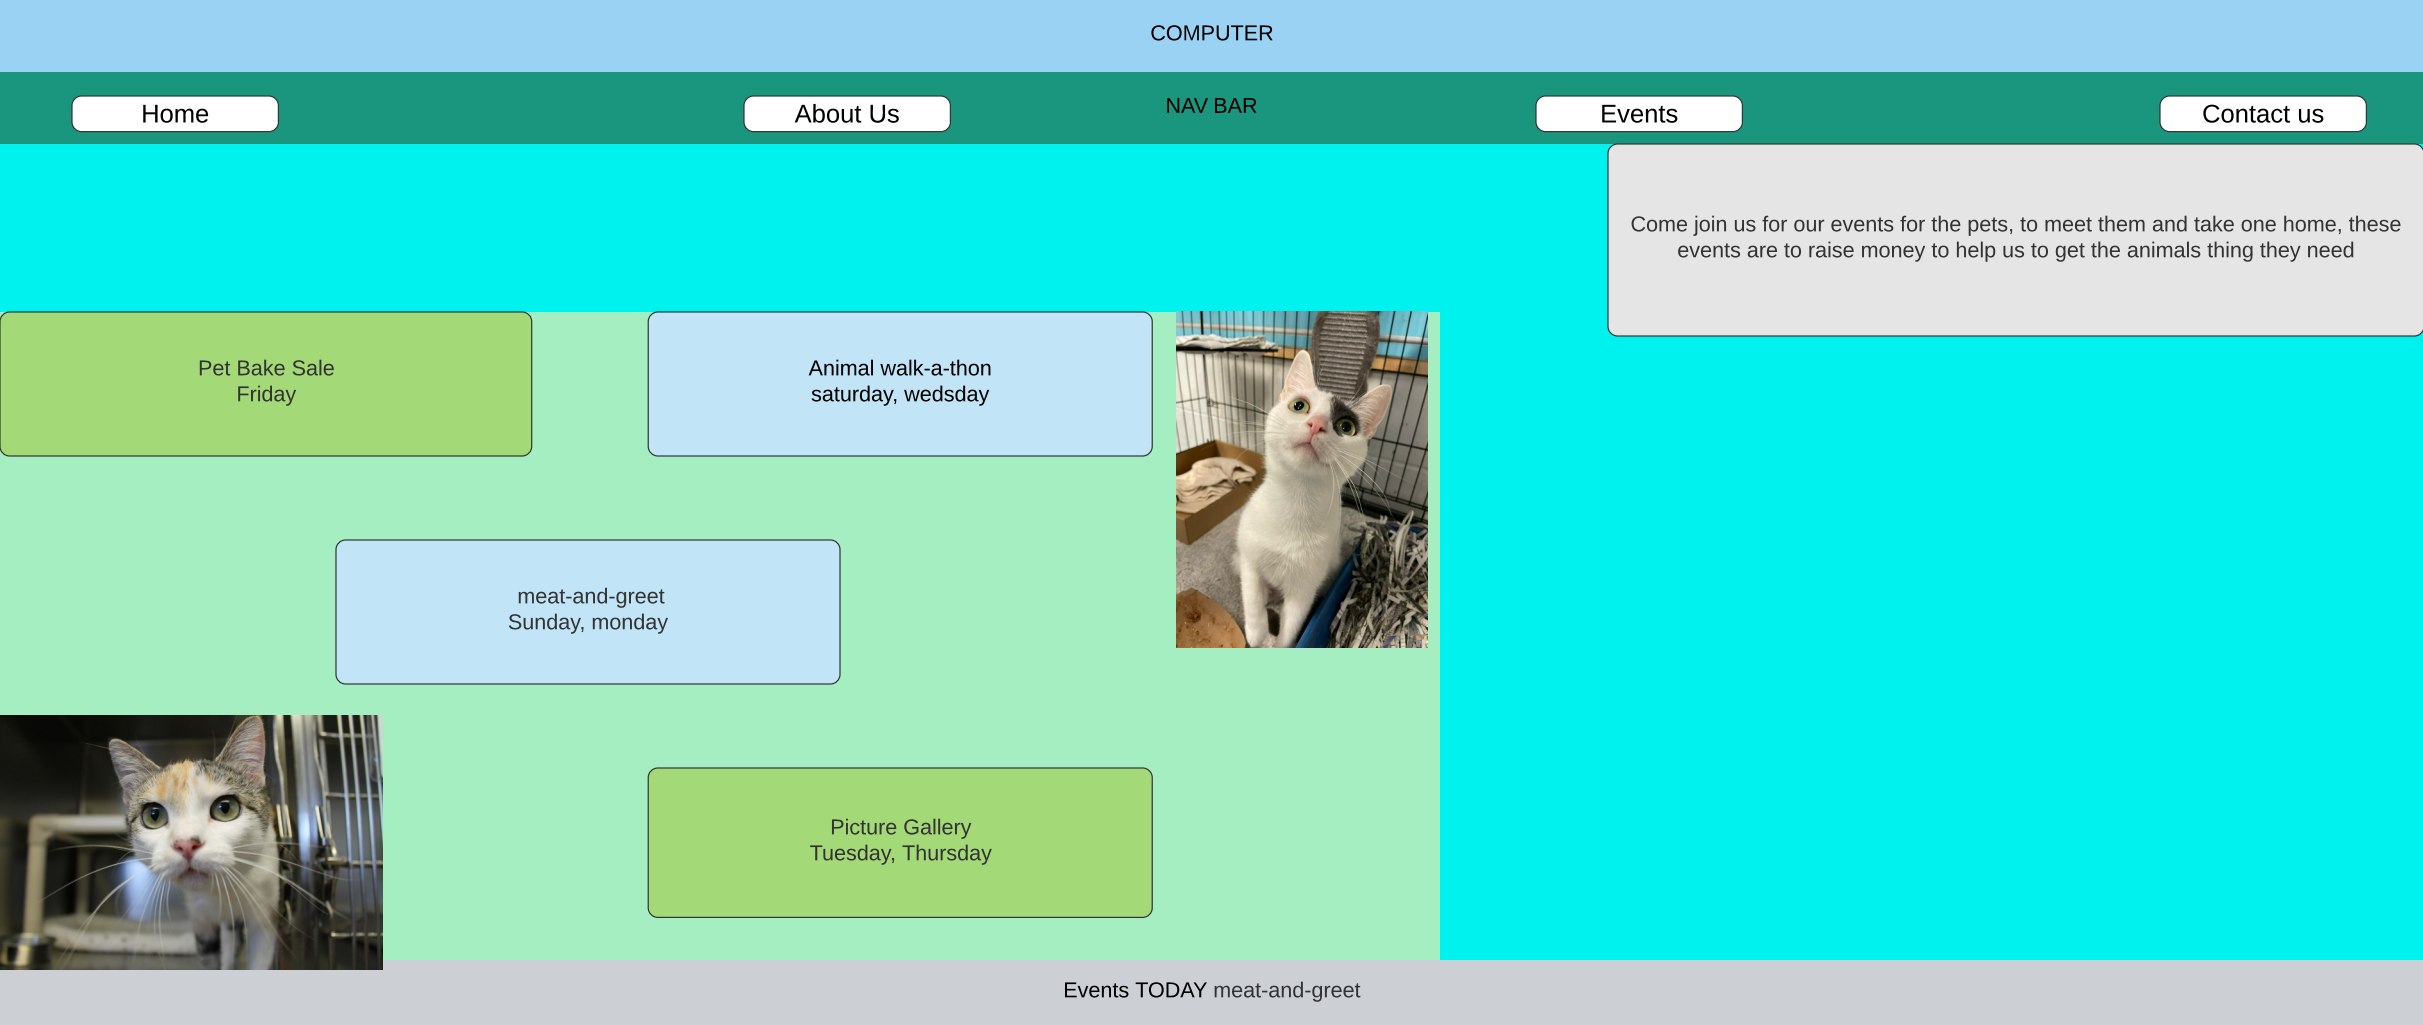 COMPUTER
NAV BAR
Home
About Us
Events
Contact us
Come join us for our events for the pets, to meet them and take one home, these
events are to raise money to help us to get the animals thing they need
Pet Bake Sale
Friday
Animal walk-a-thon
saturday, wedsday
meat-and-greet
Sunday, monday
Picture Gallery
Tuesday, Thursday
Events TODAY meat-and-greet